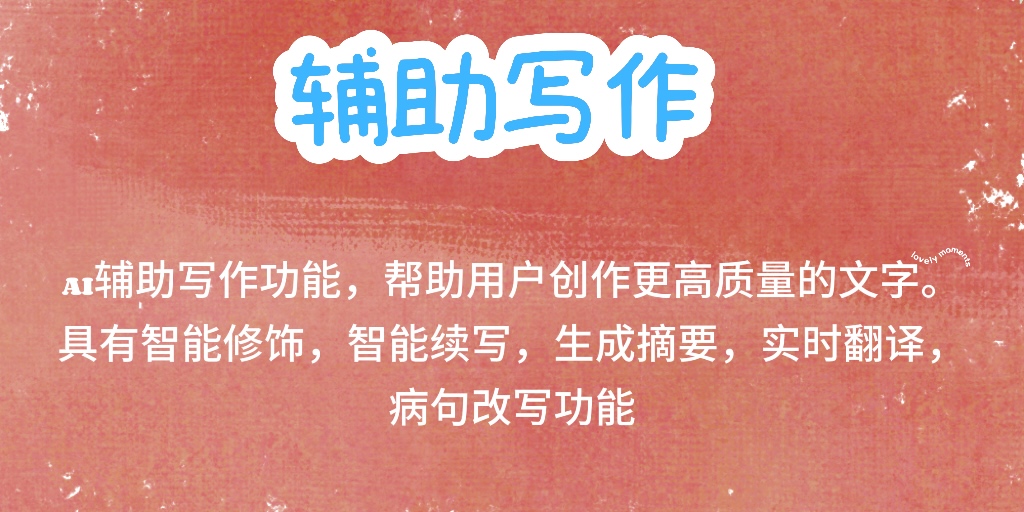 辅助写作
lovely moments
AI辅助写作功能，帮助用户创作更高质量的文字。
具有智能修饰，智能续写，生成摘要，实时翻译，
病句改写功能